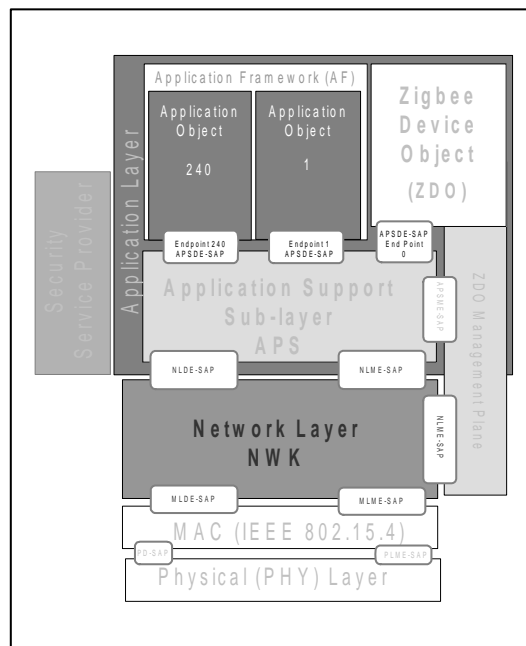 Application Framework (AF)
Application
Object
240
Application
Object
1
Zigbee
Device
Object
(ZDO)
Application Layer
Security
Service Provider
Endpoint 240
APSDE-SAP
Endpoint 1
APSDE-SAP
APSDE-SAP
End Point
0
Application Support
Sub-layer
APS
APSME-SAP
ZDO Management Plane
NLDE-SAP
NLME-SAP
Network Layer
NWK
NLME-SAP
MLDE-SAP
MLME-SAP
MAC (IEEE 802.15.4)
PD-SAP
PLME-SAP
Physical (PHY) Layer